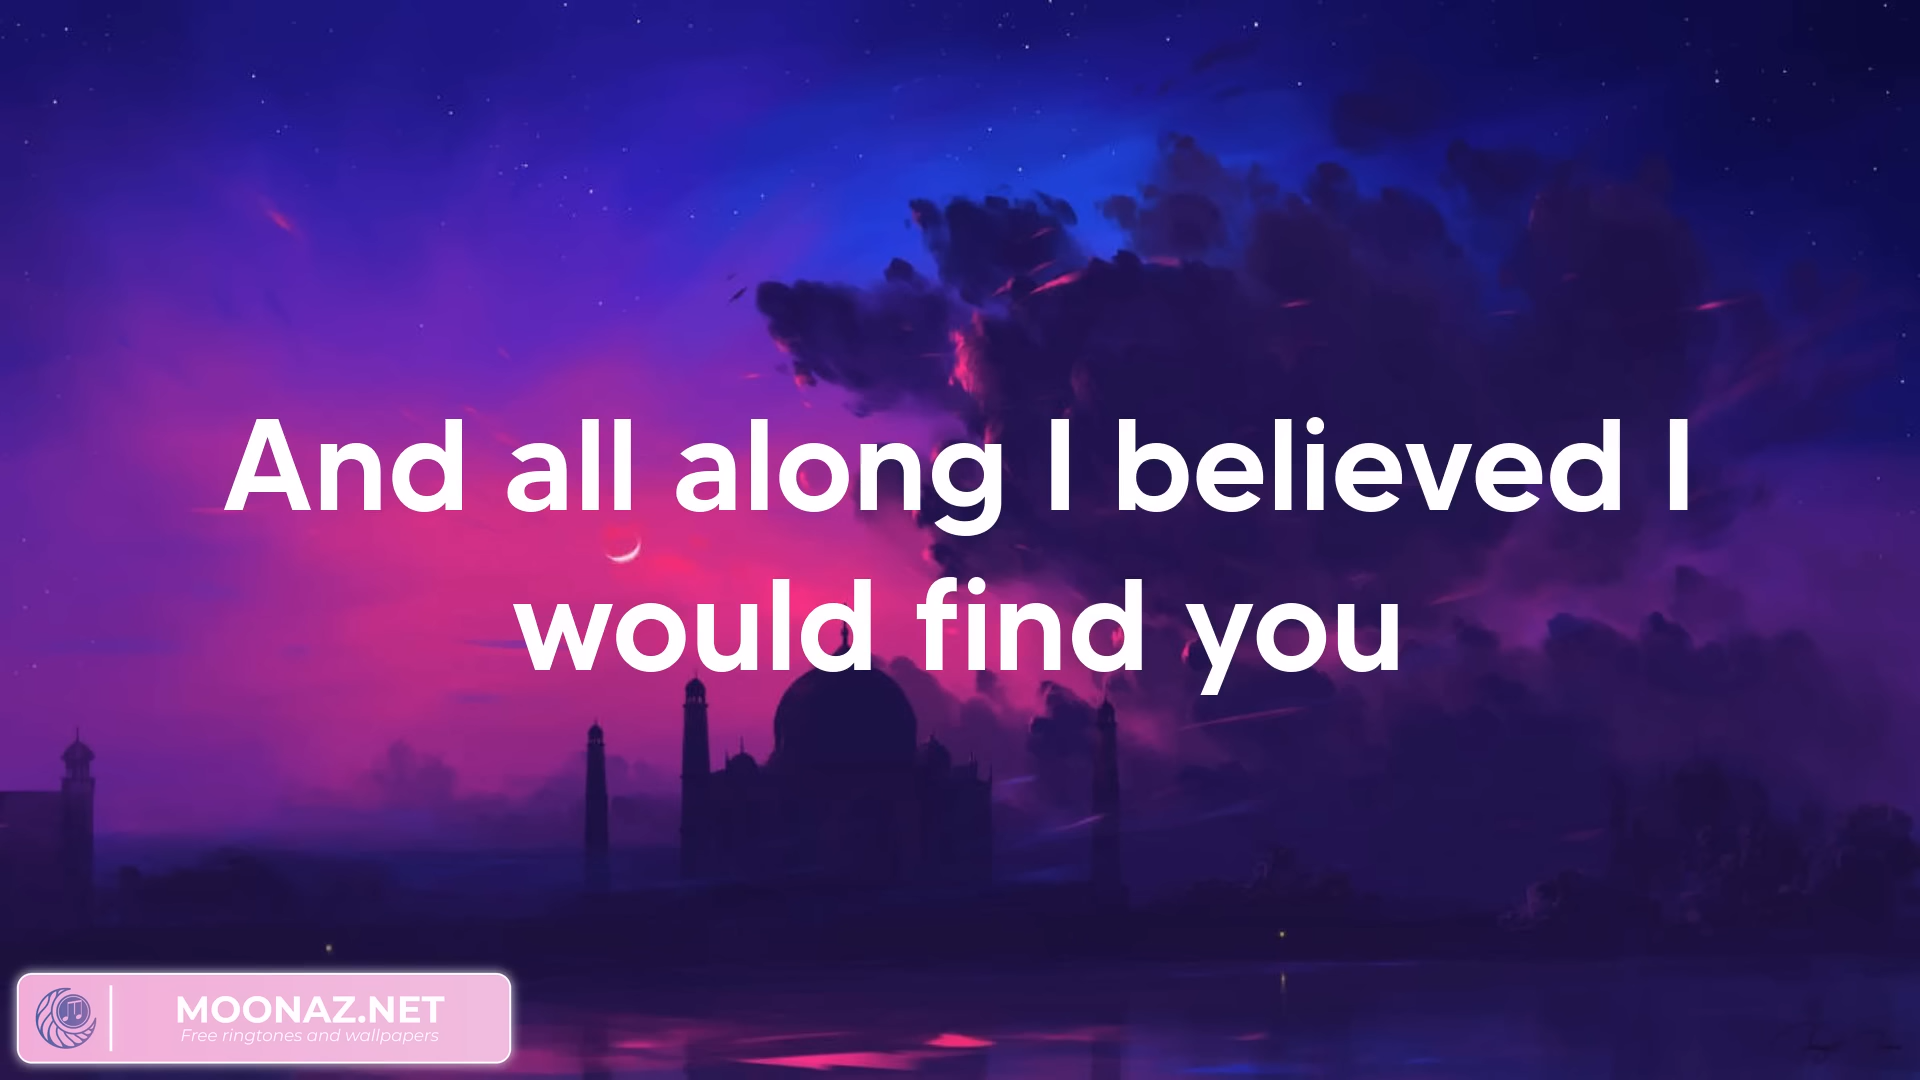 And all along I believed I
would find you
MOONAZ.NET
Free ringtones and wallpapers